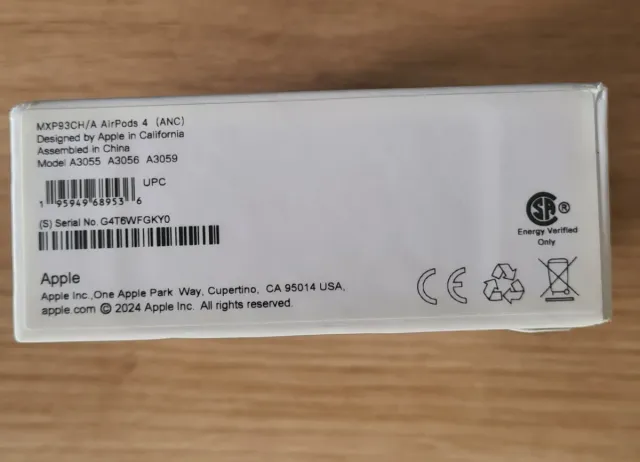 MXP93CH/A AirPods 4 (ANC)
Designed by Apple in California
Assembled in China
Model A3055 A3056 A3059
1 95949 68953 6 UPC
(S) Serial No. G4T6WFGKY0
SA ®
Energy Verified
Only
Apple
Apple Inc.,One Apple Park Way, Cupertino, CA 95014 USA,
apple.com © 2024 Apple Inc. All rights reserved.
CE